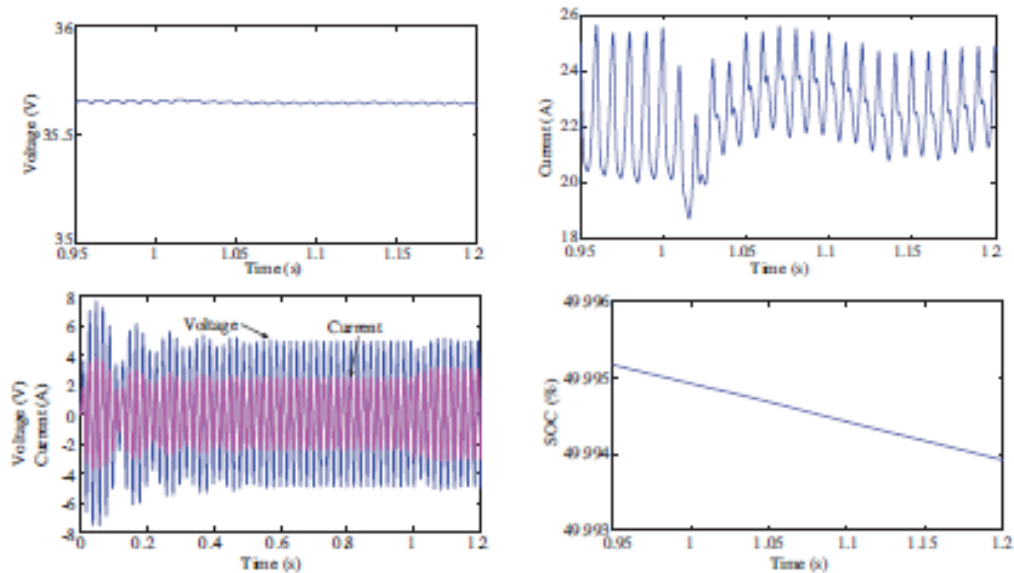 36
35.5
35
Voltage (V)
0.95 1 1.05 1.1 1.15 1.2
Time (s)
26
24
22
20
18
Current (A)
0.95 1 1.05 1.1 1.15 1.2
Time (s)
8
6
4
2
0
-2
-4
-6
-8
Voltage (V)
Current (A)
Voltage
Current
0 0.2 0.4 0.6 0.8 1 1.2
Time (s)
49.996
49.995
49.994
49.993
SOC (%)
0.95 1 1.05 1.1 1.15 1.2
Time (s)